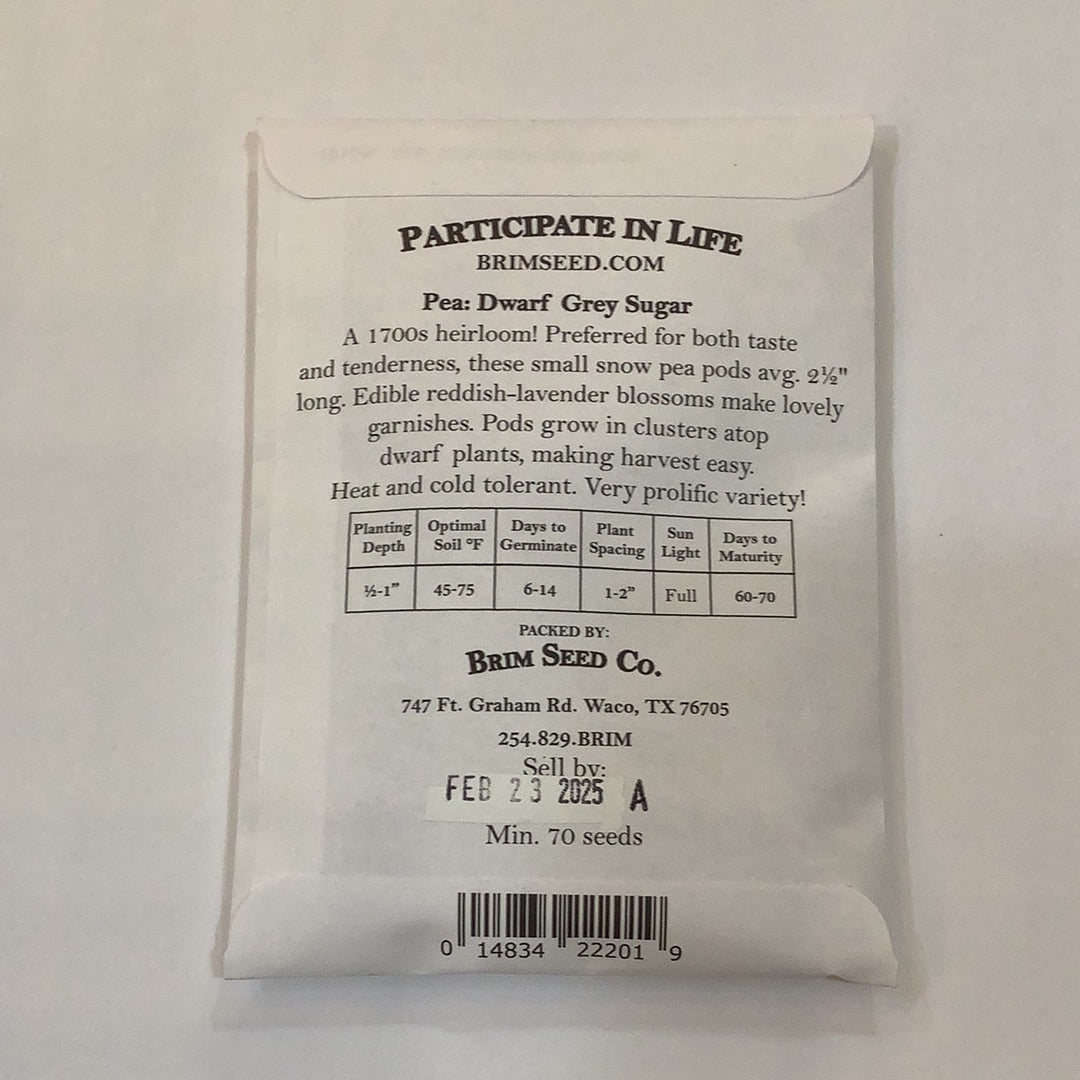 PARTICIPATE IN LIFE
BRIMSEED.COM
Pea: Dwarf Grey Sugar
A 1700s heirloom! Preferred for both taste
and tenderness, these small snow pea pods avg. 2½"
long. Edible reddish-lavender blossoms make lovely
garnishes. Pods grow in clusters atop
dwarf plants, making harvest easy.
Heat and cold tolerant. Very prolific variety!
Planting Depth Optimal Soil °F Days to Germinate Plant Spacing Sun Light Days to Maturity
½-1" 45-75 6-14 1-2" Full 60-70
PACKED BY:
BRIM SEED CO.
747 Ft. Graham Rd. Waco, TX 76705
254.829.BRIM
Sell by:
FEB 23 2025 A
Min. 70 seeds
0 14834 22201 9